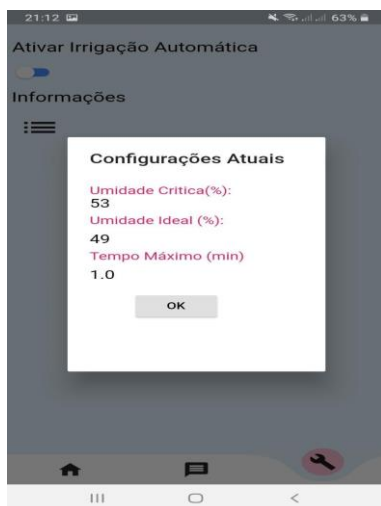 21:12 63%
Ativar Irrigação Automática
Informações
Configurações Atuais
Umidade Critica(%):
53
Umidade Ideal (%):
49
Tempo Máximo (min)
1.0
OK